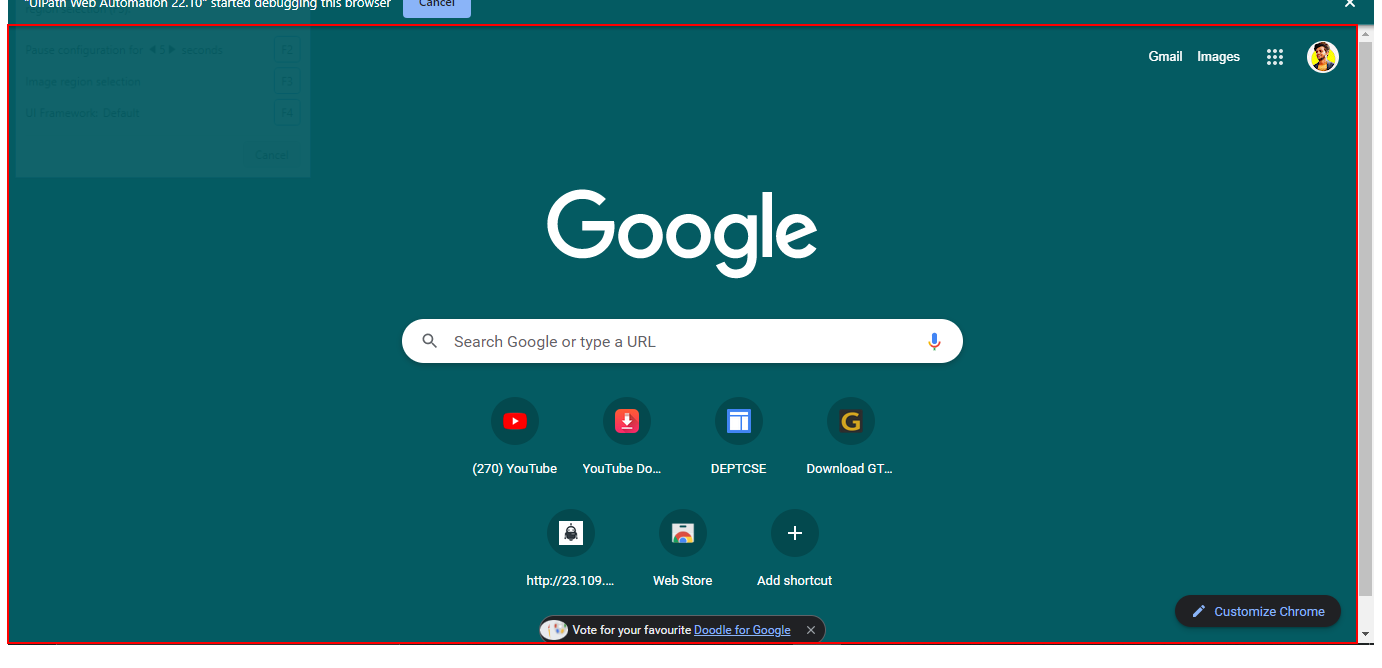 "UiPath Web Automation 22.10" started debugging this browser
Cancel
Pause configuration for 5 seconds
F2
Image region selection
F3
UI Framework: Default
F4
Cancel
Gmail
Images
Google
Search Google or type a URL
(270) YouTube
YouTube Do...
DEPTCSE
G
Download GT...
http://23.109....
Web Store
Add shortcut
Customize Chrome
Vote for your favourite Doodle for Google